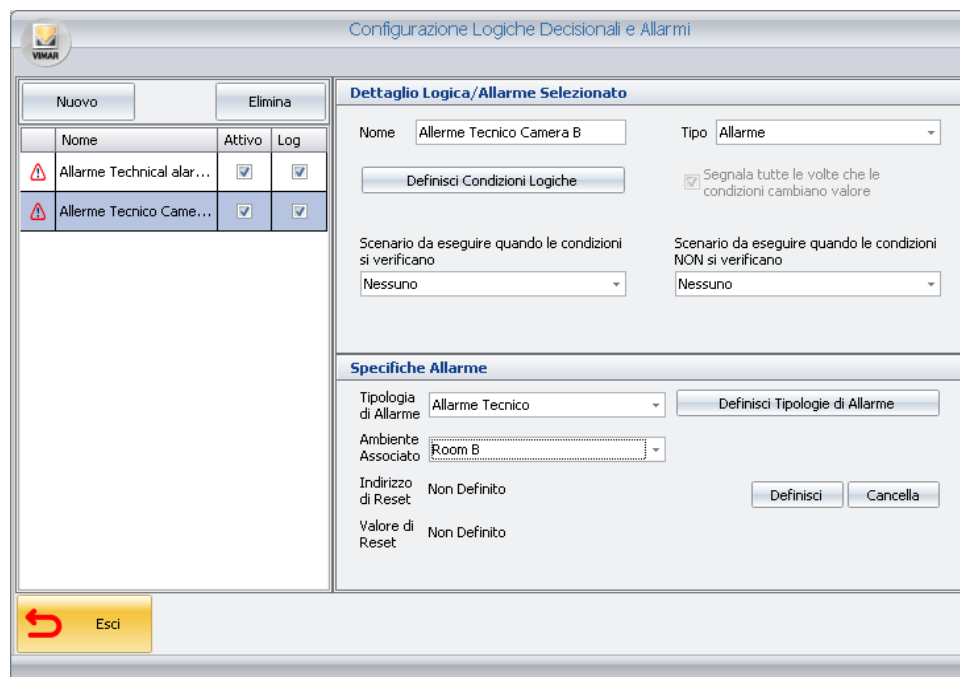 Configurazione Logiche Decisionali e Allarmi
VIMAR
Nuovo
Elimina
Nome
Attivo
Log
Allarme Technical alar...
Allerme Tecnico Came...
Dettaglio Logica/Allarme Selezionato
Nome
Allerme Tecnico Camera B
Tipo
Allarme
Definisci Condizioni Logiche
Segnala tutte le volte che le
condizioni cambiano valore
Scenario da eseguire quando le condizioni
si verificano
Nessuno
Scenario da eseguire quando le condizioni
NON si verificano
Nessuno
Specifiche Allarme
Tipologia
di Allarme
Allarme Tecnico
Definisci Tipologie di Allarme
Ambiente
Associato
Room B
Indirizzo
di Reset
Non Definito
Definisci
Cancella
Valore di
Reset
Non Definito
Esci